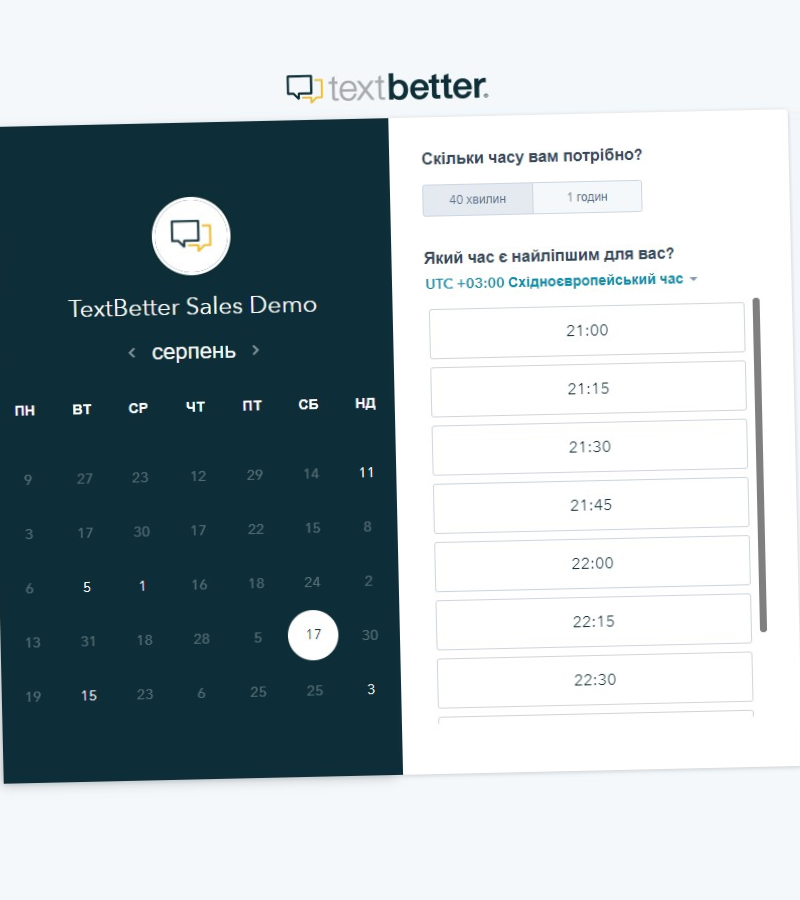 textbetter.
TextBetter Sales Demo
серпень
ПН ВТ СР ЧТ ПТ СБ НД
9 27 23 12 29 14 11
3 17 30 17 22 15 8
6 5 1 16 18 24 2
13 31 18 28 5 17 30
19 15 23 6 25 25 3
Скільки часу вам потрібно?
40 хвилин 1 годин
Який час є найліпшим для вас?
UTC +03:00 Східноєвропейський час
21:00
21:15
21:30
21:45
22:00
22:15
22:30